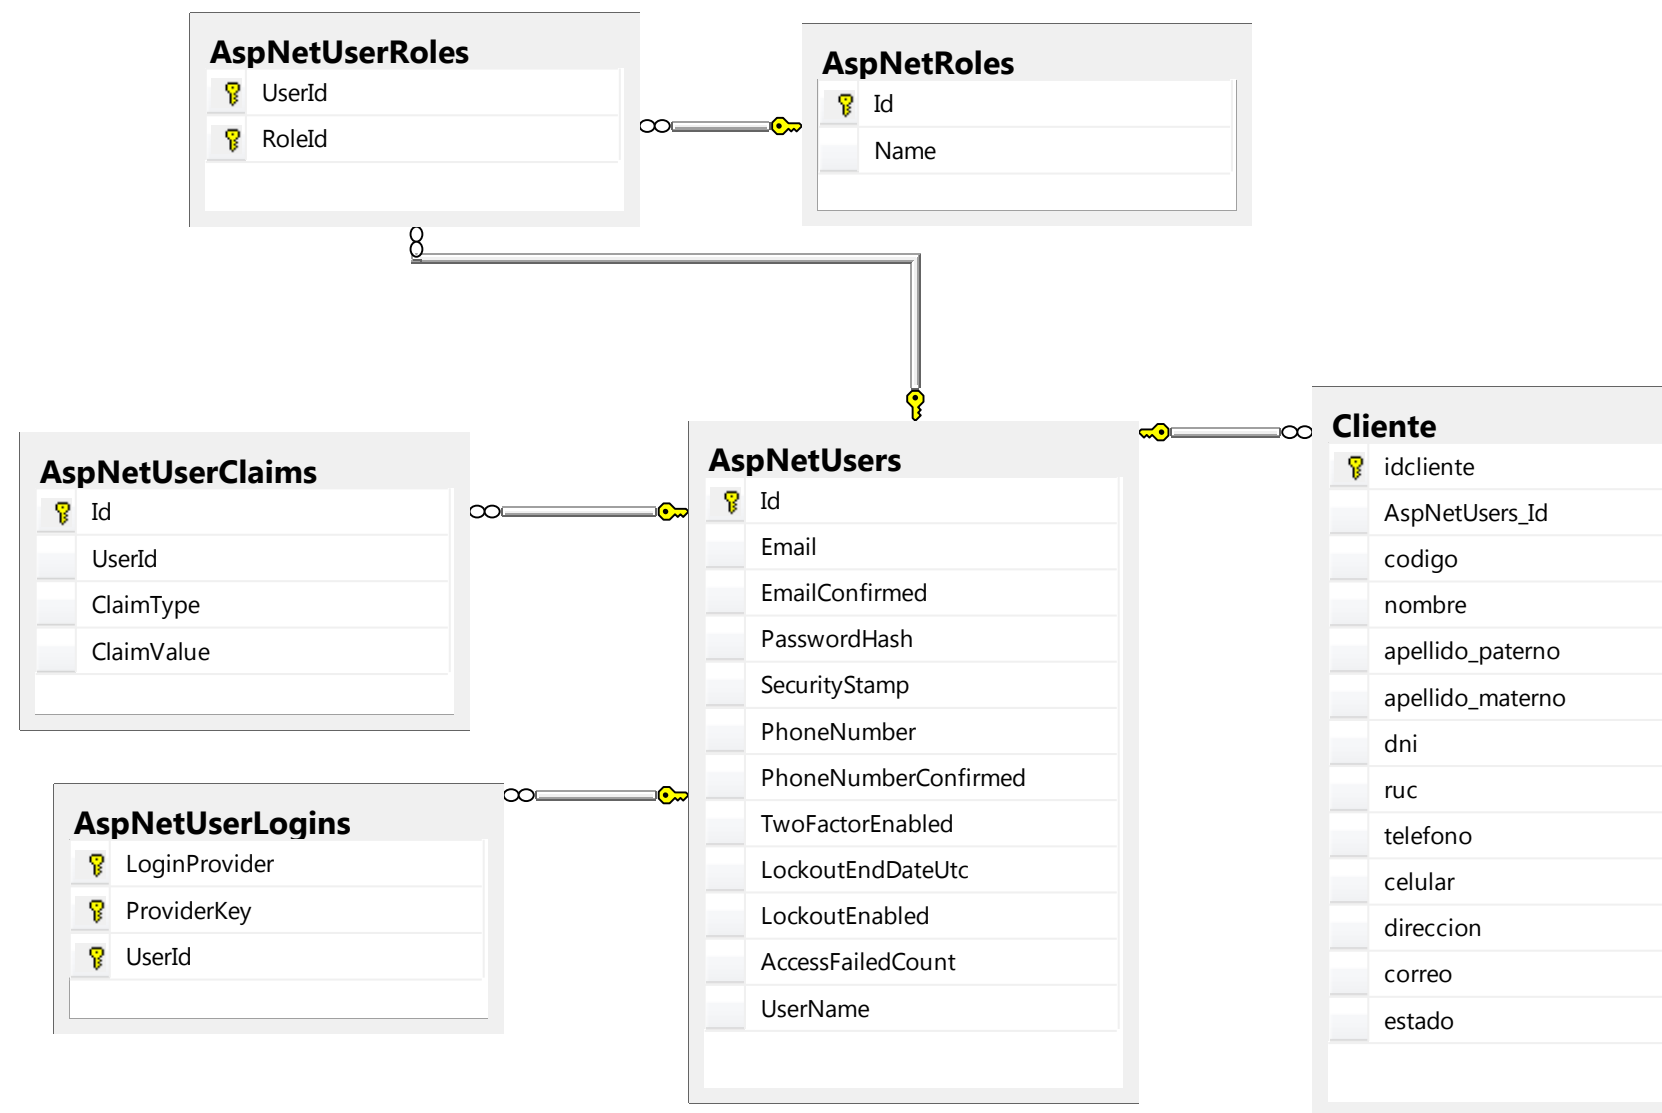 AspNetUserRoles
UserId
RoleId
AspNetRoles
Id
Name
AspNetUserClaims
Id
UserId
ClaimType
ClaimValue
AspNetUserLogins
LoginProvider
ProviderKey
UserId
AspNetUsers
Id
Email
EmailConfirmed
PasswordHash
SecurityStamp
PhoneNumber
PhoneNumberConfirmed
TwoFactorEnabled
LockoutEndDateUtc
LockoutEnabled
AccessFailedCount
UserName
Cliente
idcliente
AspNetUsers_Id
codigo
nombre
apellido_paterno
apellido_materno
dni
ruc
telefono
celular
direccion
correo
estado